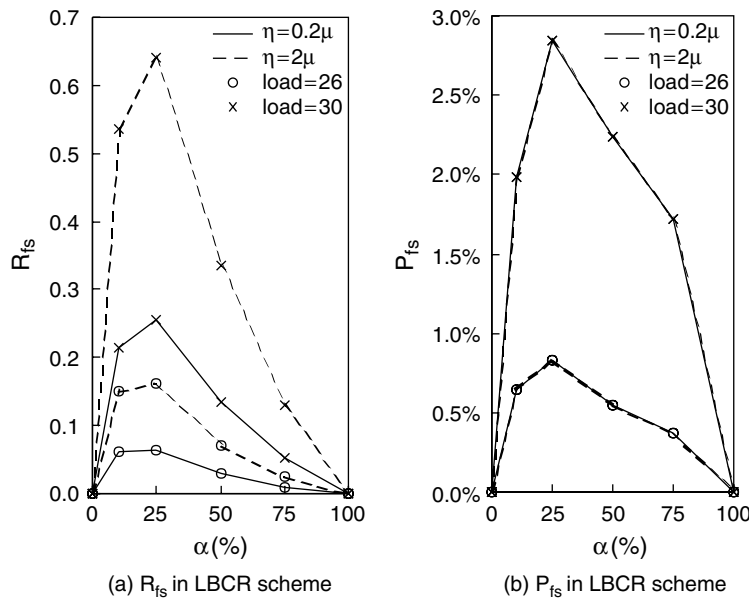 0.7
0.6
0.5
0.4
0.3
0.2
0.1
0.0
R_fs
η=0.2μ
η=2μ
load=26
load=30
0 25 50 75 100
α(%)
(a) R_fs in LBCR scheme
3.0%
2.5%
2.0%
1.5%
1.0%
0.5%
0.0%
P_fs
η=0.2μ
η=2μ
load=26
load=30
0 25 50 75 100
α(%)
(b) P_fs in LBCR scheme